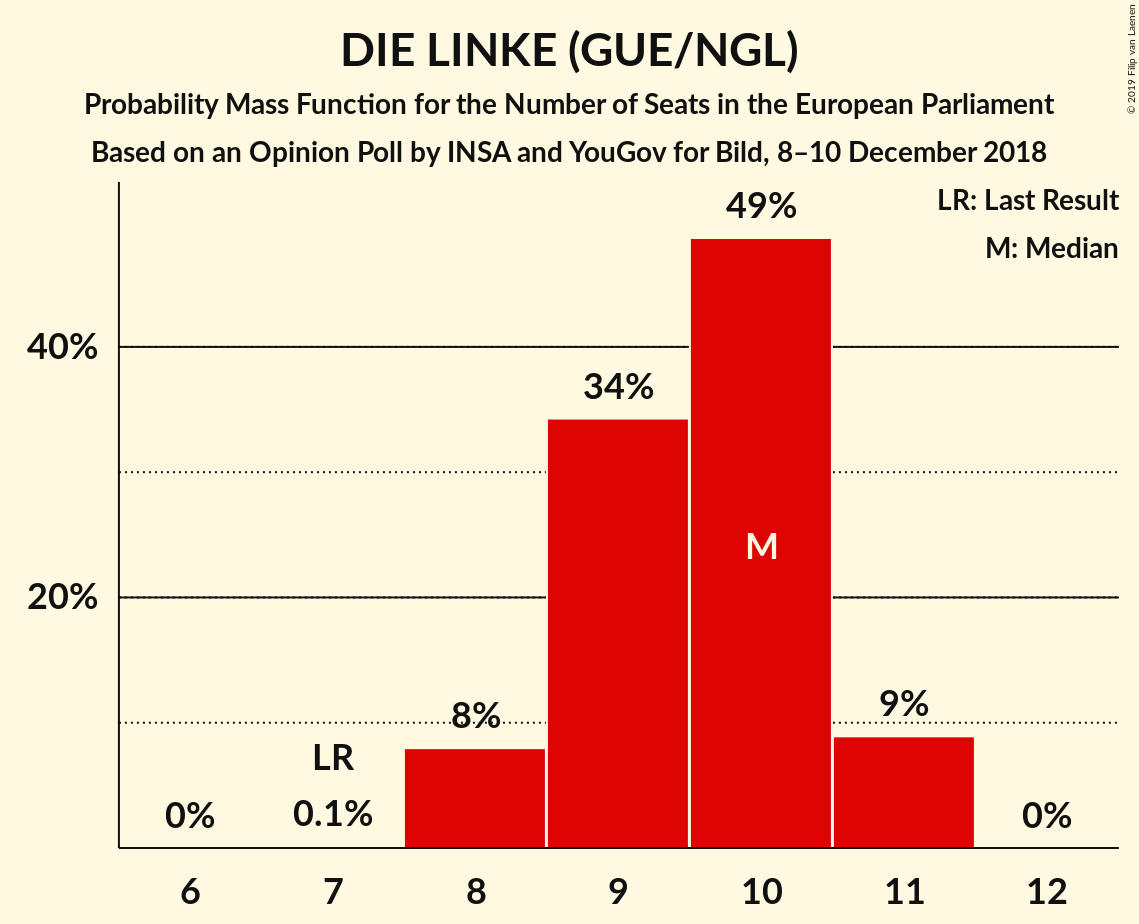 DIE LINKE (GUE/NGL)
Probability Mass Function for the Number of Seats in the European Parliament
Based on an Opinion Poll by INSA and YouGov for Bild, 8–10 December 2018
© 2019 Filip van Laenen
LR: Last Result
M: Median
49%
40%
34%
M
20%
9%
8%
LR
0%
0.1%
0%
6 7 8 9 10 11 12